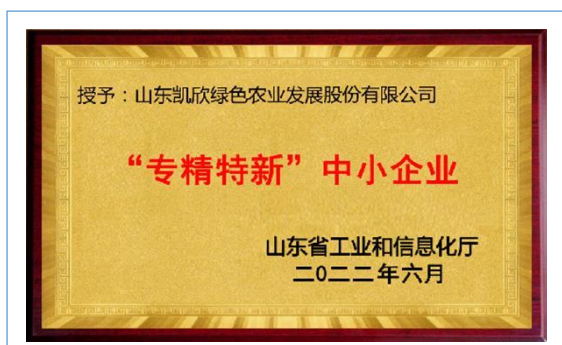 授予：山东凯欣绿色农业发展股份有限公司
“专精特新”中小企业
山东省工业和信息化厅
二0二二年六月